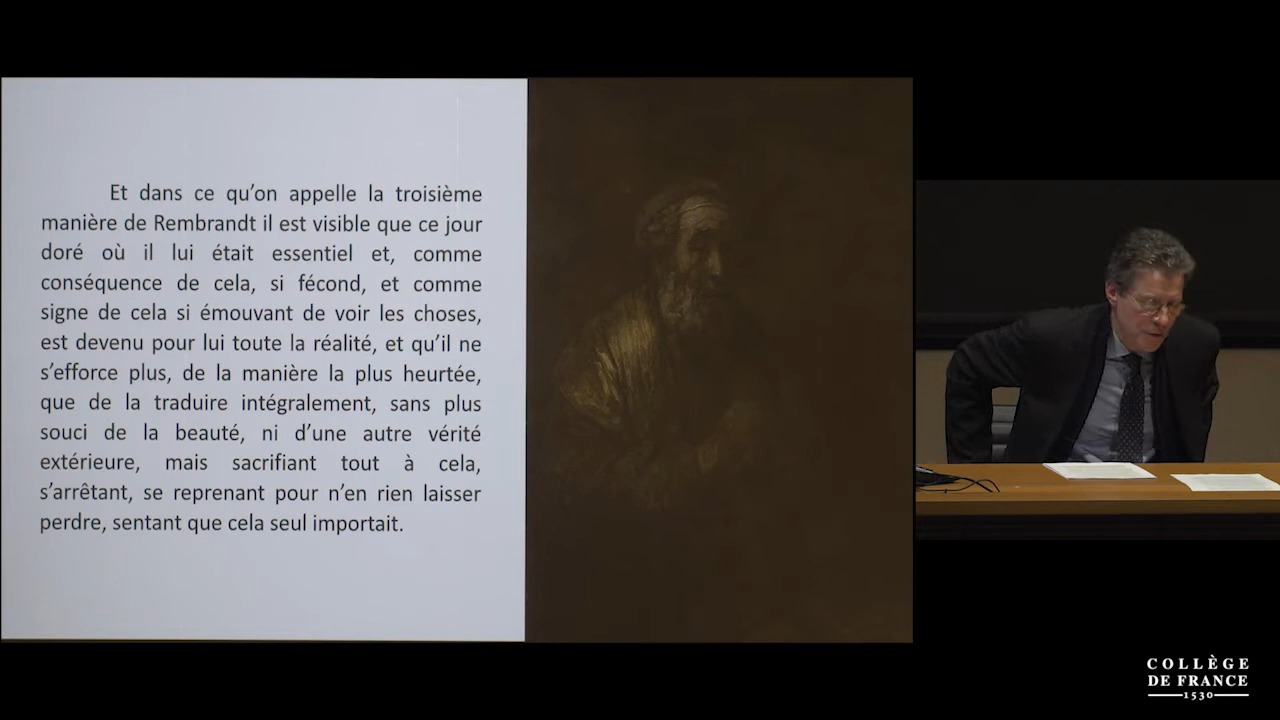 Et dans ce qu’on appelle la troisième
manière de Rembrandt il est visible que ce jour
doré où il lui était essentiel et, comme
conséquence de cela, si fécond, et comme
signe de cela si émouvant de voir les choses,
est devenu pour lui toute la réalité, et qu’il ne
s’efforce plus, de la manière la plus heurtée,
que de la traduire intégralement, sans plus
souci de la beauté, ni d’une autre vérité
extérieure, mais sacrifiant tout à cela,
s’arrêtant, se reprenant pour n’en rien laisser
perdre, sentant que cela seul importait.
COLLÈGE
DE FRANCE
1530